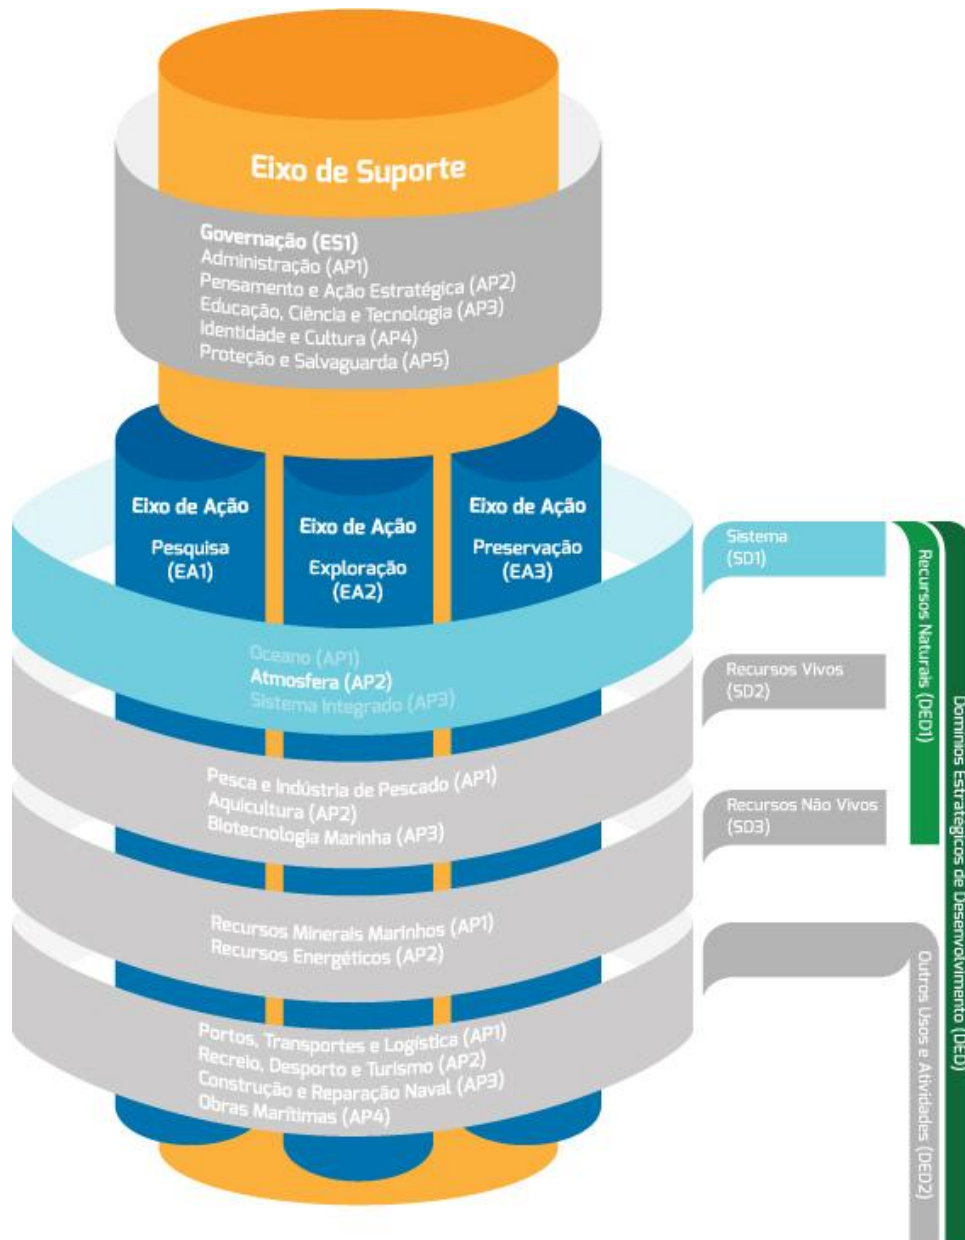 Eixo de Suporte
Governação (ES1)
Administração (AP1)
Pensamento e Ação Estratégica (AP2)
Educação, Ciência e Tecnologia (AP3)
Identidade e Cultura (AP4)
Proteção e Salvaguarda (AP5)
Eixo de Ação
Pesquisa
(EA1)
Eixo de Ação
Exploração
(EA2)
Eixo de Ação
Preservação
(EA3)
Oceano (AP1)
Atmosfera (AP2)
Sistema Integrado (AP3)
Sistema
(SD1)
Pesca e Indústria de Pescado (AP1)
Aquicultura (AP2)
Biotecnologia Marinha (AP3)
Recursos Vivos
(SD2)
Recursos Minerais Marinhos (AP1)
Recursos Energéticos (AP2)
Recursos Não Vivos
(SD3)
Portos, Transportes e Logística (AP1)
Recreio, Desporto e Turismo (AP2)
Construção e Reparação Naval (AP3)
Obras Marítimas (AP4)
Recursos Naturais (DED1)
Outros Usos e Atividades (DED2)
Domínios Estratégicos de Desenvolvimento (DED)